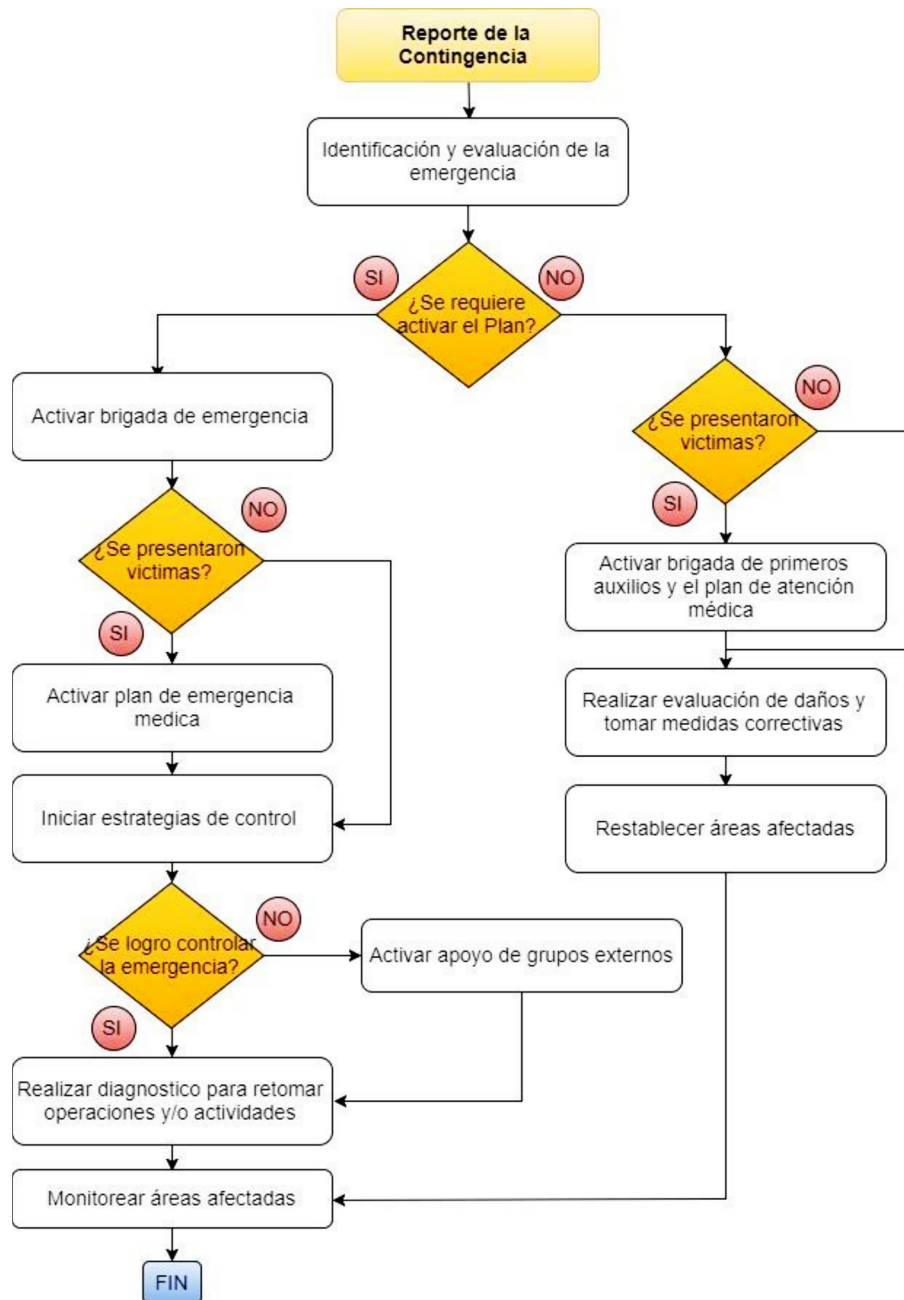 Reporte de la
Contingencia
Identificación y evaluación de la
emergencia
SI
NO
¿Se requiere
activar el Plan?
Activar brigada de emergencia
NO
¿Se presentaron
victimas?
SI
Activar brigada de primeros
auxilios y el plan de atención
médica
NO
¿Se presentaron
victimas?
SI
Activar plan de emergencia
medica
Realizar evaluación de daños y
tomar medidas correctivas
Iniciar estrategias de control
Restablecer áreas afectadas
NO
¿Se logro controlar
la emergencia?
SI
Activar apoyo de grupos externos
Realizar diagnostico para retomar
operaciones y/o actividades
Monitorear áreas afectadas
FIN